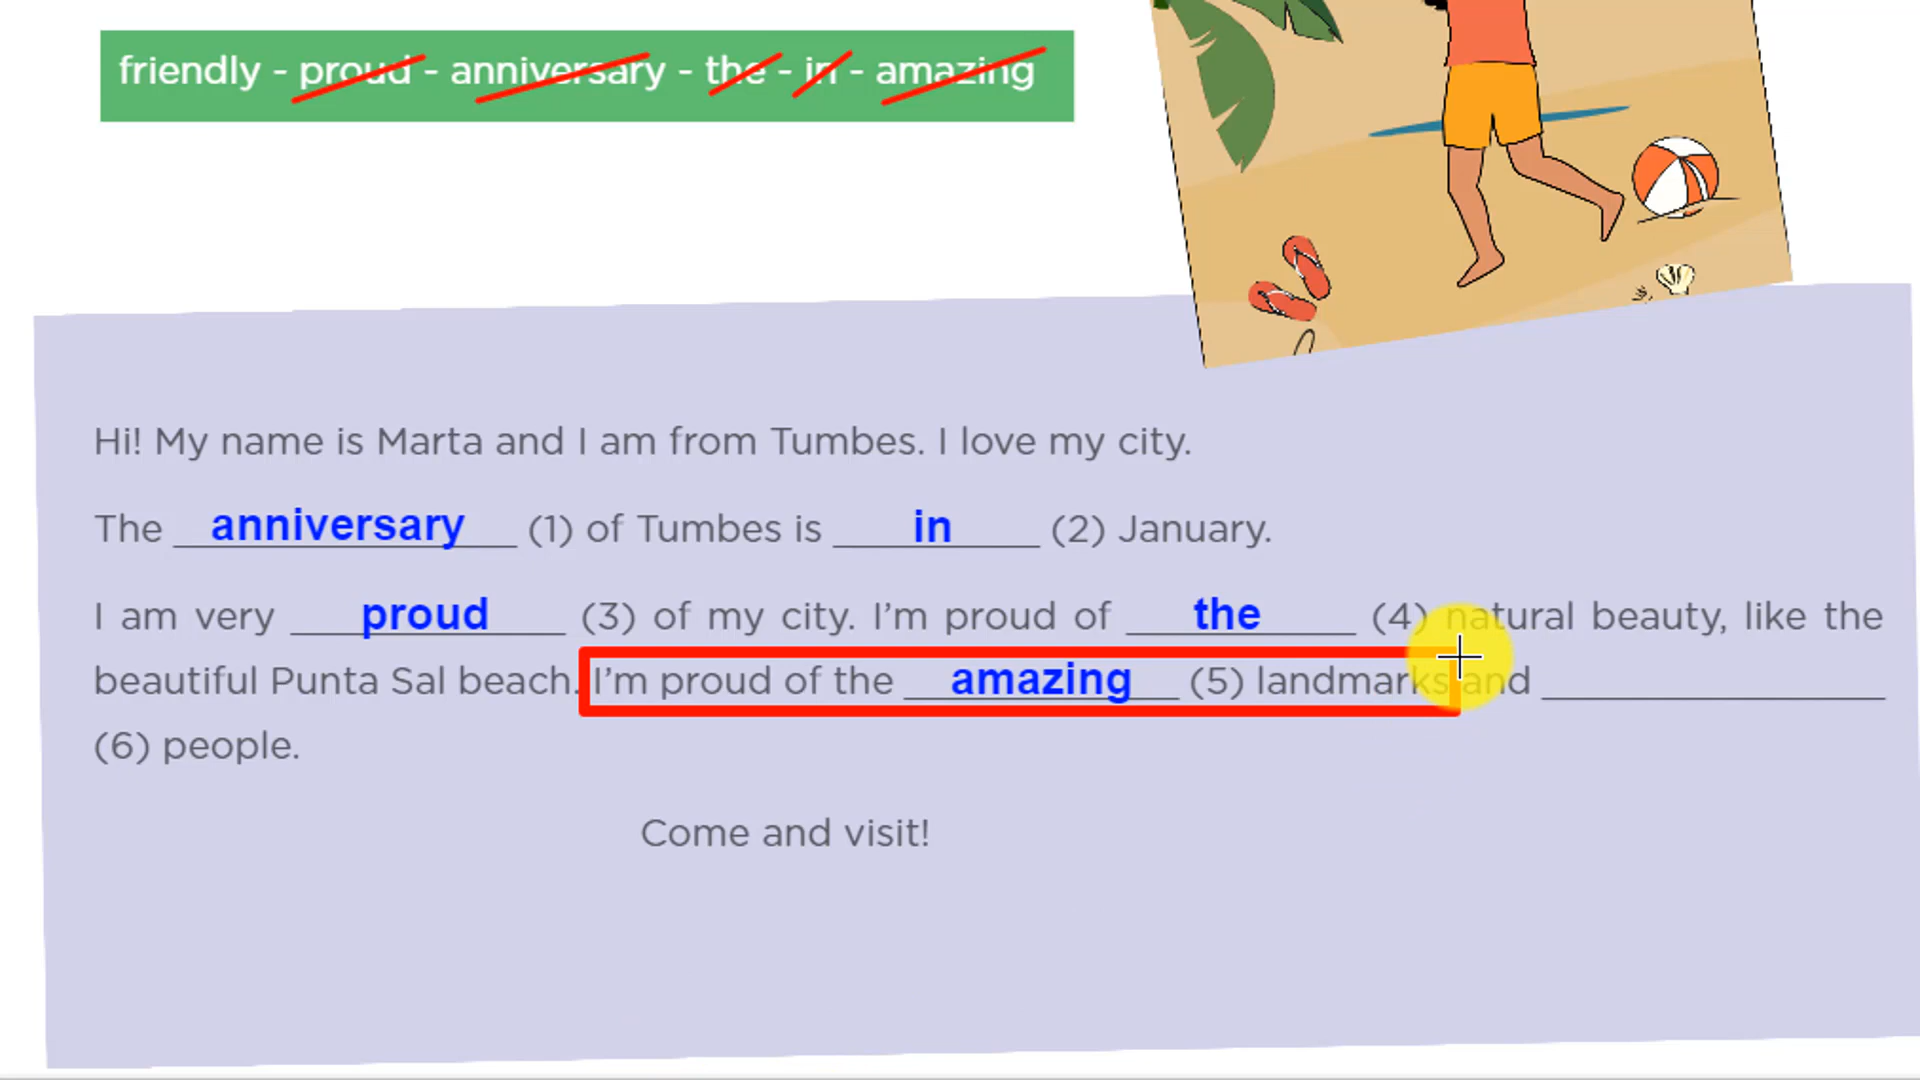 friendly - proud - anniversary - the - in - amazing
Hi! My name is Marta and I am from Tumbes. I love my city.
The anniversary (1) of Tumbes is in (2) January.
I am very proud (3) of my city. I'm proud of the (4) natural beauty, like the
beautiful Punta Sal beach. I'm proud of the amazing (5) landmarks and ____________
(6) people.
Come and visit!